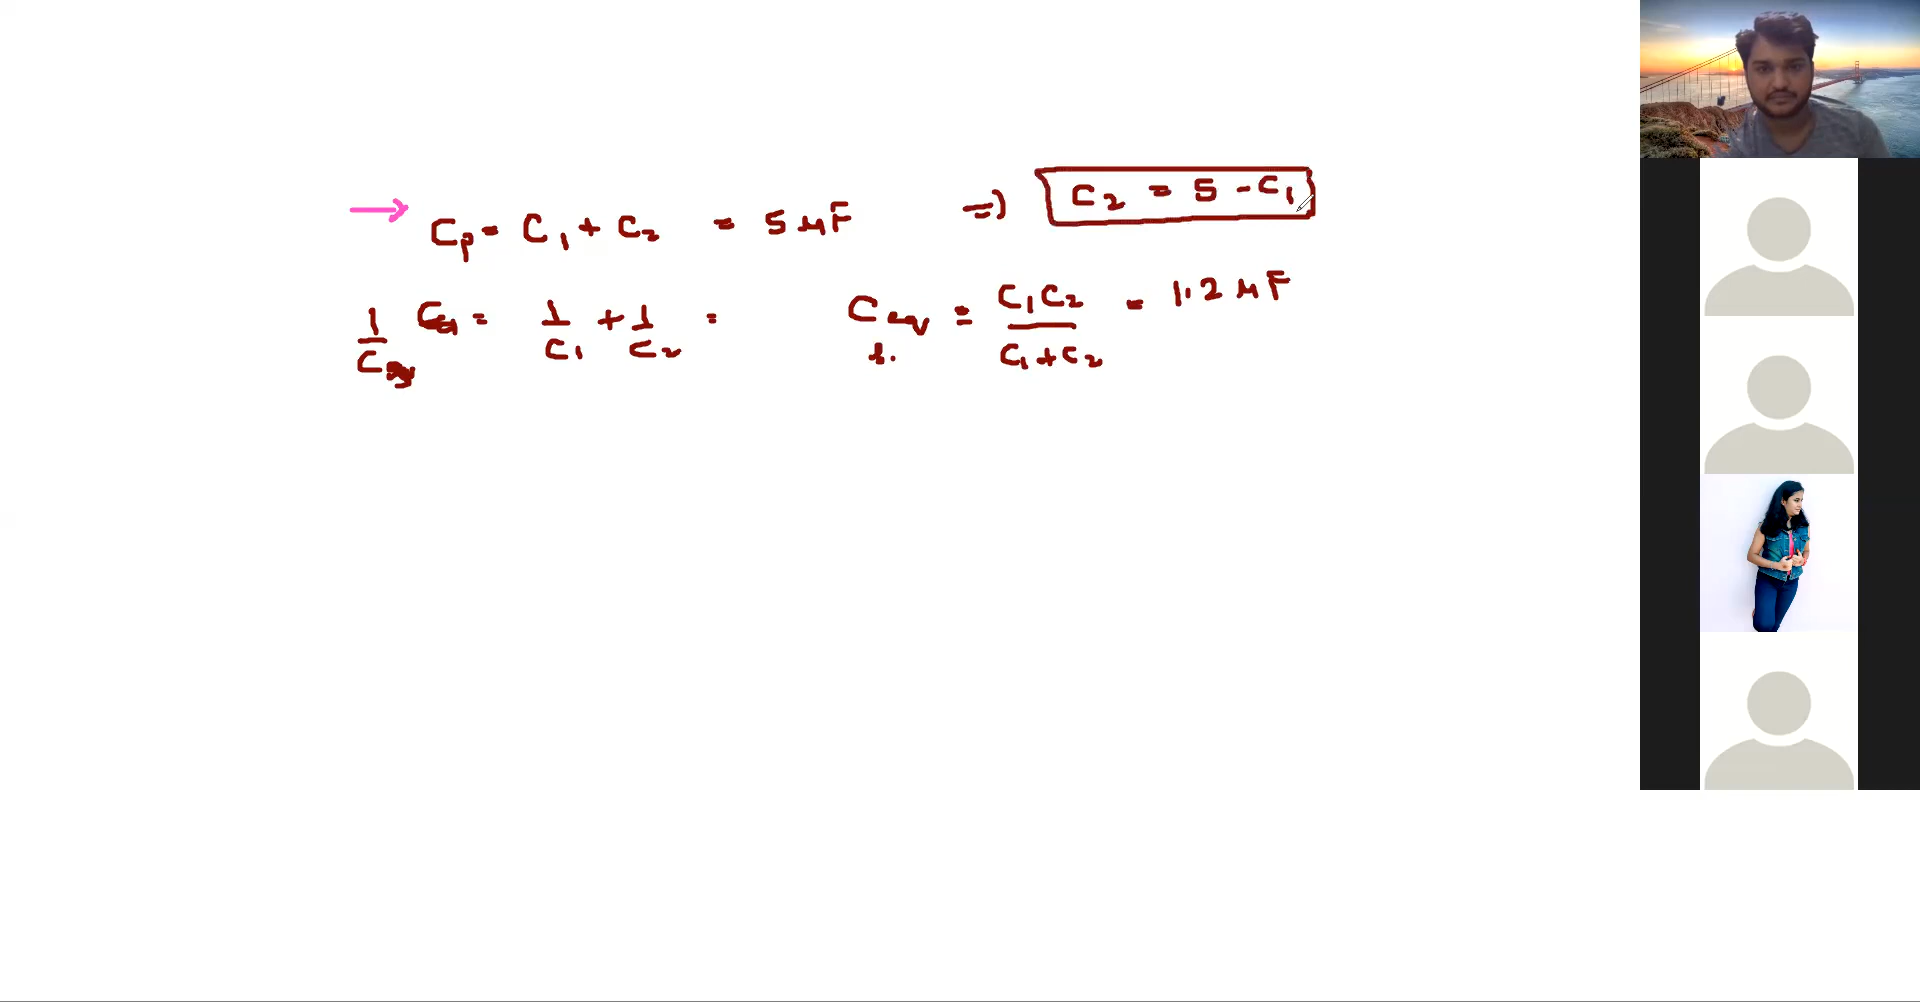 → Cp = C₁ + C₂ = 5 μF ⇒ C₂ = 5 - C₁
1/C = 1/C₁ + 1/C₂ = Ceq = C₁C₂/C₁+C₂ = 1.2 μF